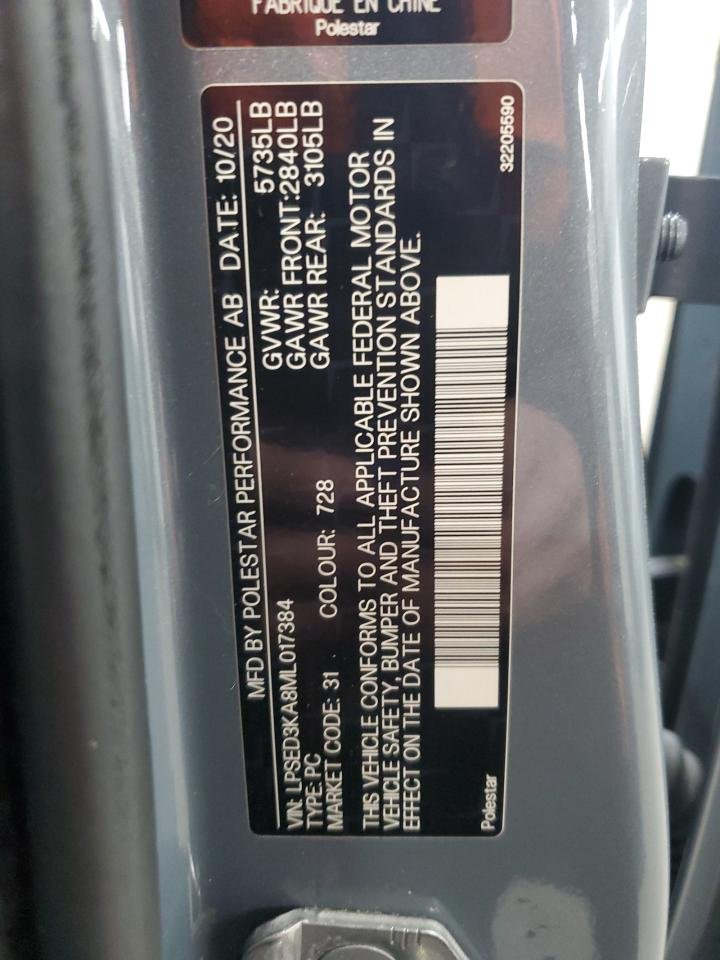 FABRIQUÉ EN CHINE
Polestar
MFD BY POLESTAR PERFORMANCE AB DATE: 10/20
GVWR: 5735LB
GAWR FRONT:2840LB
GAWR REAR: 3105LB
VIN: LPSED3KA8ML017384
TYPE: PC
MARKET CODE: 31 COLOUR: 728
THIS VEHICLE CONFORMS TO ALL APPLICABLE FEDERAL MOTOR
VEHICLE SAFETY, BUMPER AND THEFT PREVENTION STANDARDS IN
EFFECT ON THE DATE OF MANUFACTURE SHOWN ABOVE.
Polestar
32205590